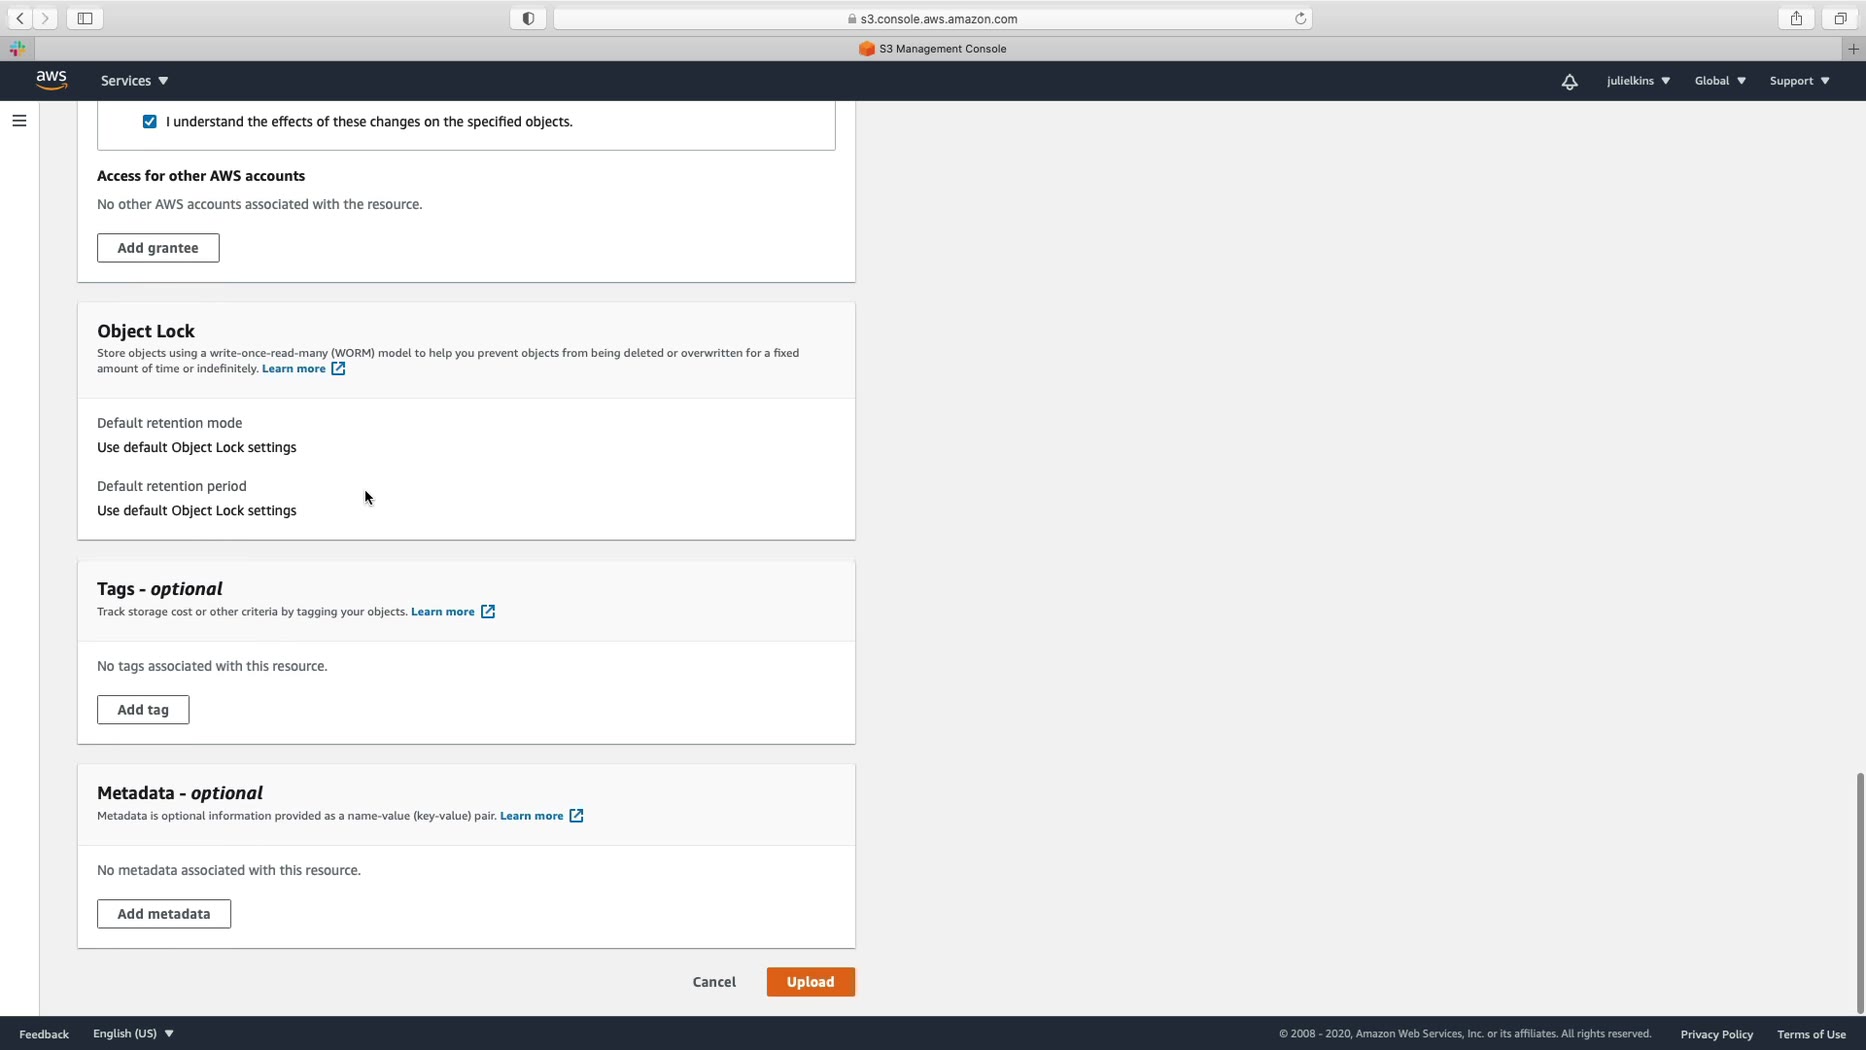 s3.console.aws.amazon.com
S3 Management Console
aws
Services
julielkins
Global
Support
I understand the effects of these changes on the specified objects.
Access for other AWS accounts
No other AWS accounts associated with the resource.
Add grantee
Object Lock
Store objects using a write-once-read-many (WORM) model to help you prevent objects from being deleted or overwritten for a fixed
amount of time or indefinitely. Learn more
Default retention mode
Use default Object Lock settings
Default retention period
Use default Object Lock settings
Tags - optional
Track storage cost or other criteria by tagging your objects. Learn more
No tags associated with this resource.
Add tag
Metadata - optional
Metadata is optional information provided as a name-value (key-value) pair. Learn more
No metadata associated with this resource.
Add metadata
Cancel
Upload
Feedback
English (US)
© 2008 - 2020, Amazon Web Services, Inc. or its affiliates. All rights reserved.
Privacy Policy
Terms of Use